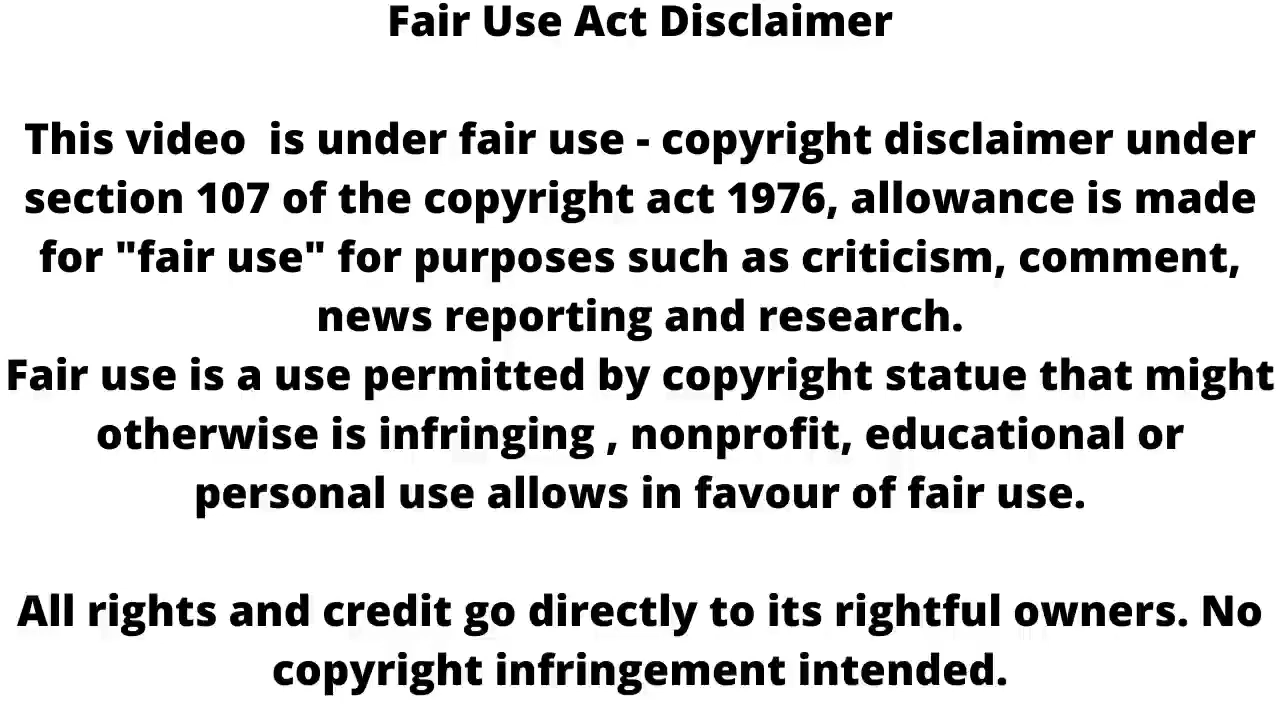 Fair Use Act Disclaimer
This video  is under fair use - copyright disclaimer under
section 107 of the copyright act 1976, allowance is made
for "fair use" for purposes such as criticism, comment,
news reporting and research.
Fair use is a use permitted by copyright statue that might
otherwise is infringing , nonprofit, educational or
personal use allows in favour of fair use.
All rights and credit go directly to its rightful owners. No
copyright infringement intended.